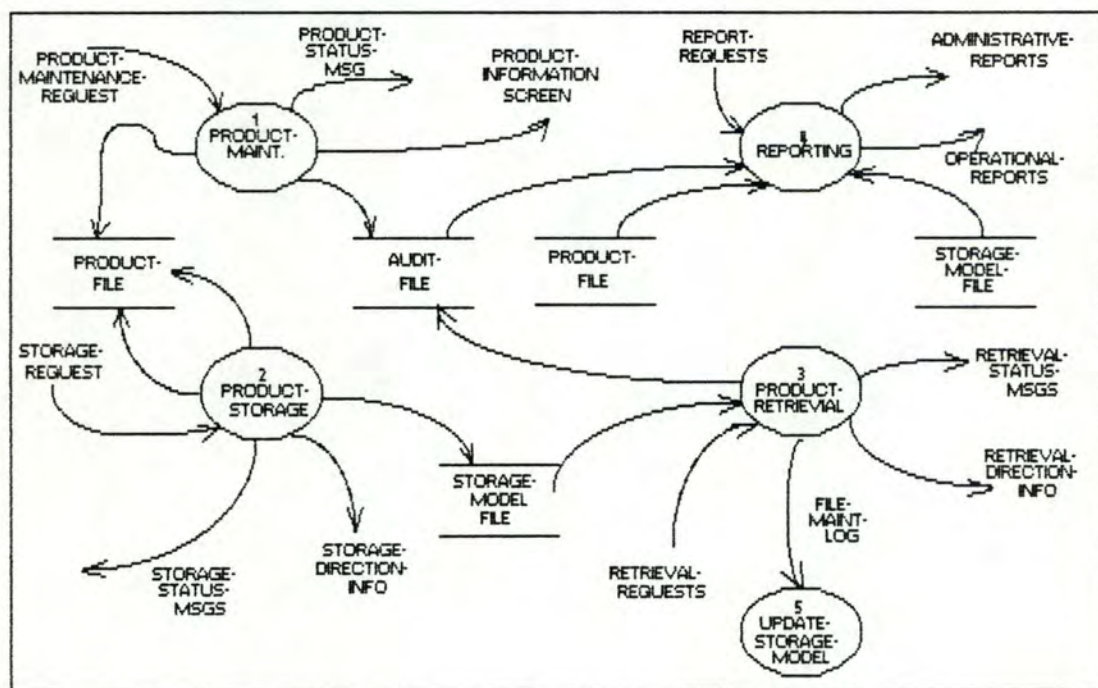 PRODUCT-
MAINTENANCE-
REQUEST
PRODUCT-
STATUS-
MSG
PRODUCT-
INFORMATION
SCREEN
REPORT-
REQUESTS
ADMINISTRATIVE-
REPORTS
1
PRODUCT-
MAINT.
REPORTING
OPERATIONAL-
REPORTS
PRODUCT-
FILE
AUDIT-
FILE
PRODUCT-
FILE
STORAGE-
MODEL-
FILE
STORAGE-
REQUEST
2
PRODUCT-
STORAGE
3
PRODUCT-
RETRIEVIAL
RETRIEVAL-
STATUS-
MSGS
STORAGE-
MODEL
FILE
RETRIEVAL-
DIRECTION-
INFO
FILE-
MAINT-
LOG
STORAGE-
STATUS-
MSGS
STORAGE-
DIRECTION-
INFO
RETRIEVAL-
REQUESTS
5
UPDATE-
STORAGE-
MODEL